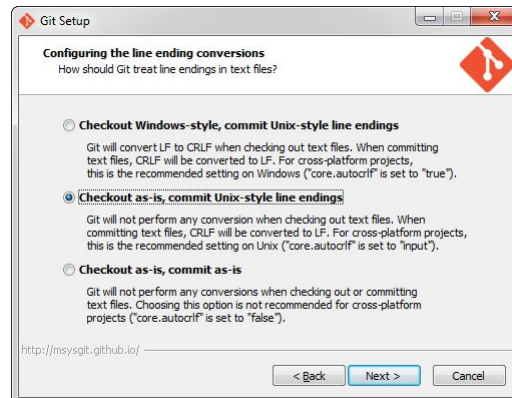 Git Setup
Configuring the line ending conversions
How should Git treat line endings in text files?
Checkout Windows-style, commit Unix-style line endings
Git will convert LF to CRLF when checking out text files. When committing
text files, CRLF will be converted to LF. For cross-platform projects,
this is the recommended setting on Windows ("core.autocrlf" is set to "true").
Checkout as-is, commit Unix-style line endings
Git will not perform any conversion when checking out text files. When
committing text files, CRLF will be converted to LF. For cross-platform projects,
this is the recommended setting on Unix ("core.autocrlf" is set to "input").
Checkout as-is, commit as-is
Git will not perform any conversions when checking out or committing
text files. Choosing this option is not recommended for cross-platform
projects ("core.autocrlf" is set to "false").
http://msysgit.github.io/
< Back Next > Cancel